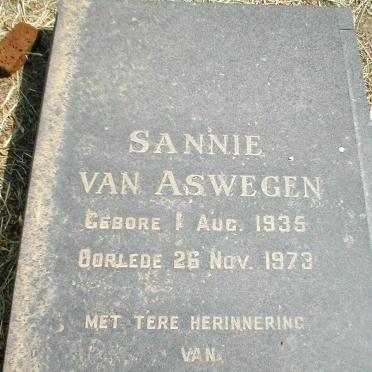 SANNIE
VAN ASWEGEN
GEBORE 1 AUG. 1935
OORLEDE 26 NOV. 1973
MET TERE HERINNERING
VAN